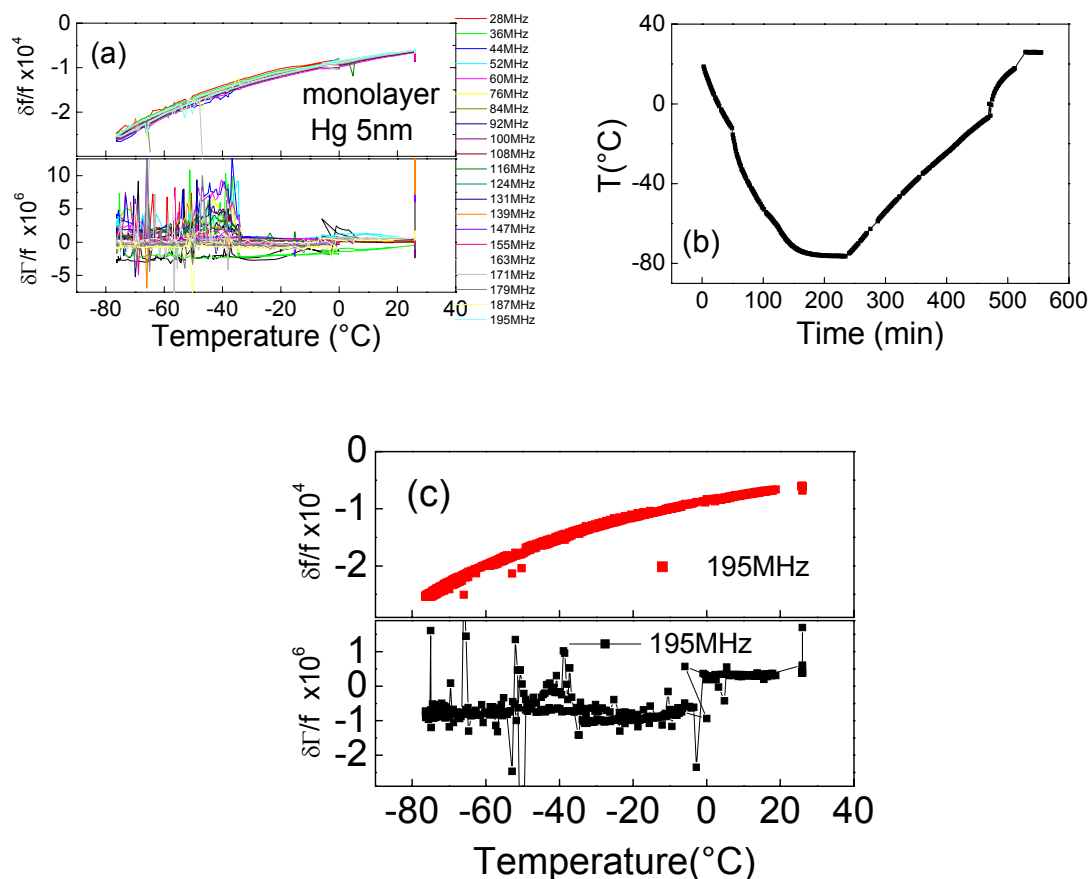 (a)
δf/f x10⁴
0
-1
-2
monolayer
Hg 5nm
δΓ/f x10⁶
10
5
0
-5
-80 -60 -40 -20 0 20 40
Temperature (°C)
28MHz
36MHz
44MHz
52MHz
60MHz
76MHz
84MHz
92MHz
100MHz
108MHz
116MHz
124MHz
131MHz
139MHz
147MHz
155MHz
163MHz
171MHz
179MHz
187MHz
195MHz
40
0
-40
-80
T(°C)
(b)
0 100 200 300 400 500 600
Time (min)
0
-1
-2
δf/f x10⁴
(c)
195MHz
1
0
-1
-2
δΓ/f x10⁶
195MHz
-80 -60 -40 -20 0 20 40
Temperature(°C)